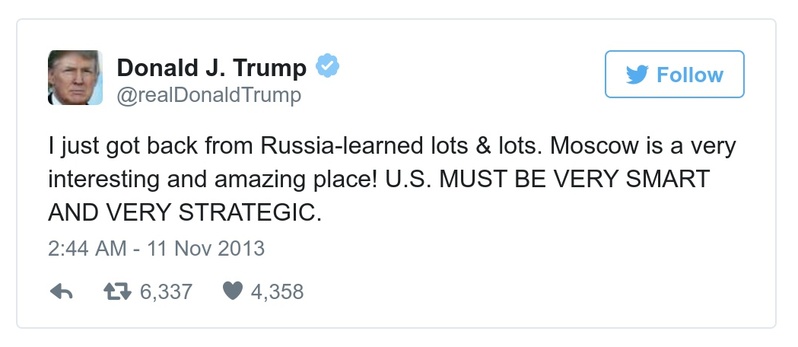 Donald J. Trump
@realDonaldTrump
Follow
I just got back from Russia-learned lots & lots. Moscow is a very
interesting and amazing place! U.S. MUST BE VERY SMART
AND VERY STRATEGIC.
2:44 AM - 11 Nov 2013
6,337 4,358